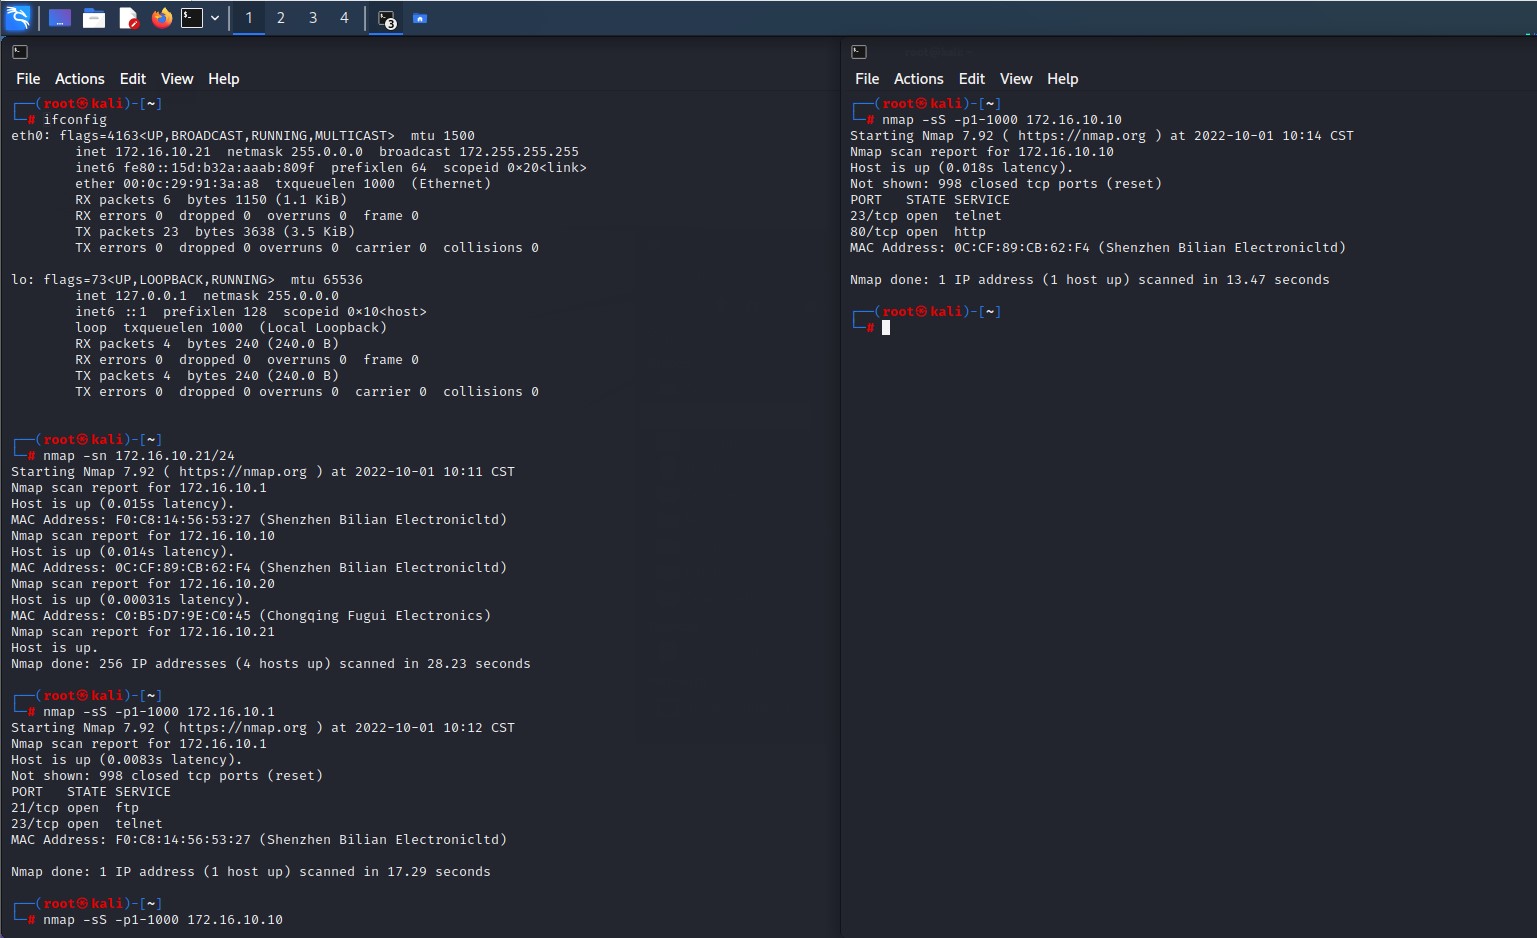 1 2 3 4 3
File Actions Edit View Help
┌──(root㉿kali)-[~]
└─# ifconfig
eth0: flags=4163<UP,BROADCAST,RUNNING,MULTICAST>  mtu 1500
        inet 172.16.10.21  netmask 255.0.0.0  broadcast 172.255.255.255
        inet6 fe80::15d:b32a:aaab:809f  prefixlen 64  scopeid 0×20<link>
        ether 00:0c:29:91:3a:a8  txqueuelen 1000  (Ethernet)
        RX packets 6  bytes 1150 (1.1 KiB)
        RX errors 0  dropped 0  overruns 0  frame 0
        TX packets 23  bytes 3638 (3.5 KiB)
        TX errors 0  dropped 0 overruns 0  carrier 0  collisions 0
lo: flags=73<UP,LOOPBACK,RUNNING>  mtu 65536
        inet 127.0.0.1  netmask 255.0.0.0
        inet6 ::1  prefixlen 128  scopeid 0×10<host>
        loop  txqueuelen 1000  (Local Loopback)
        RX packets 4  bytes 240 (240.0 B)
        RX errors 0  dropped 0  overruns 0  frame 0
        TX packets 4  bytes 240 (240.0 B)
        TX errors 0  dropped 0 overruns 0  carrier 0  collisions 0
┌──(root㉿kali)-[~]
└─# nmap -sn 172.16.10.21/24
Starting Nmap 7.92 ( https://nmap.org ) at 2022-10-01 10:11 CST
Nmap scan report for 172.16.10.1
Host is up (0.015s latency).
MAC Address: F0:C8:14:56:53:27 (Shenzhen Bilian Electronicltd)
Nmap scan report for 172.16.10.10
Host is up (0.014s latency).
MAC Address: 0C:CF:89:CB:62:F4 (Shenzhen Bilian Electronicltd)
Nmap scan report for 172.16.10.20
Host is up (0.00031s latency).
MAC Address: C0:B5:D7:9E:C0:45 (Chongqing Fugui Electronics)
Nmap scan report for 172.16.10.21
Host is up.
Nmap done: 256 IP addresses (4 hosts up) scanned in 28.23 seconds
┌──(root㉿kali)-[~]
└─# nmap -sS -p1-1000 172.16.10.1
Starting Nmap 7.92 ( https://nmap.org ) at 2022-10-01 10:12 CST
Nmap scan report for 172.16.10.1
Host is up (0.0083s latency).
Not shown: 998 closed tcp ports (reset)
PORT   STATE SERVICE
21/tcp open  ftp
23/tcp open  telnet
MAC Address: F0:C8:14:56:53:27 (Shenzhen Bilian Electronicltd)
Nmap done: 1 IP address (1 host up) scanned in 17.29 seconds
┌──(root㉿kali)-[~]
└─# nmap -sS -p1-1000 172.16.10.10
File Actions Edit View Help
┌──(root㉿kali)-[~]
└─# nmap -sS -p1-1000 172.16.10.10
Starting Nmap 7.92 ( https://nmap.org ) at 2022-10-01 10:14 CST
Nmap scan report for 172.16.10.10
Host is up (0.018s latency).
Not shown: 998 closed tcp ports (reset)
PORT   STATE SERVICE
23/tcp open  telnet
80/tcp open  http
MAC Address: 0C:CF:89:CB:62:F4 (Shenzhen Bilian Electronicltd)
Nmap done: 1 IP address (1 host up) scanned in 13.47 seconds
┌──(root㉿kali)-[~]
└─#